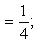 = 1/4;